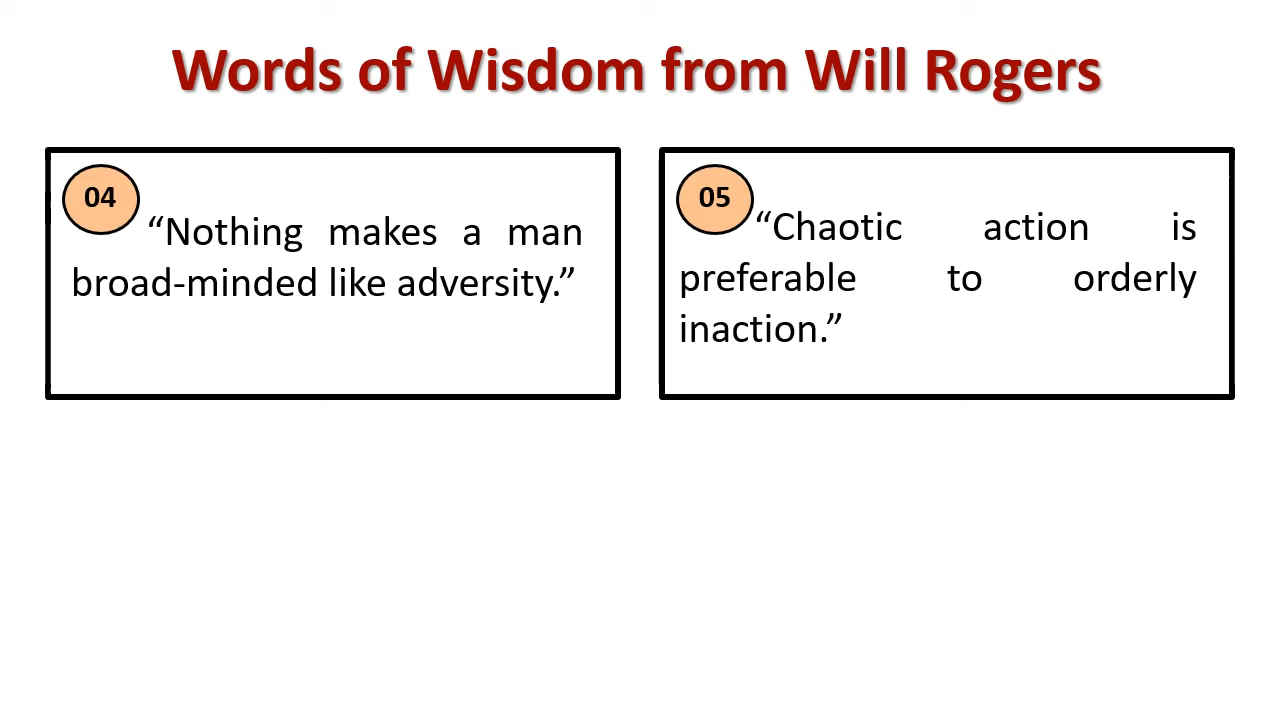 Words of Wisdom from Will Rogers
04
“Nothing makes a man
broad-minded like adversity.”
05
“Chaotic action is
preferable to orderly
inaction.”